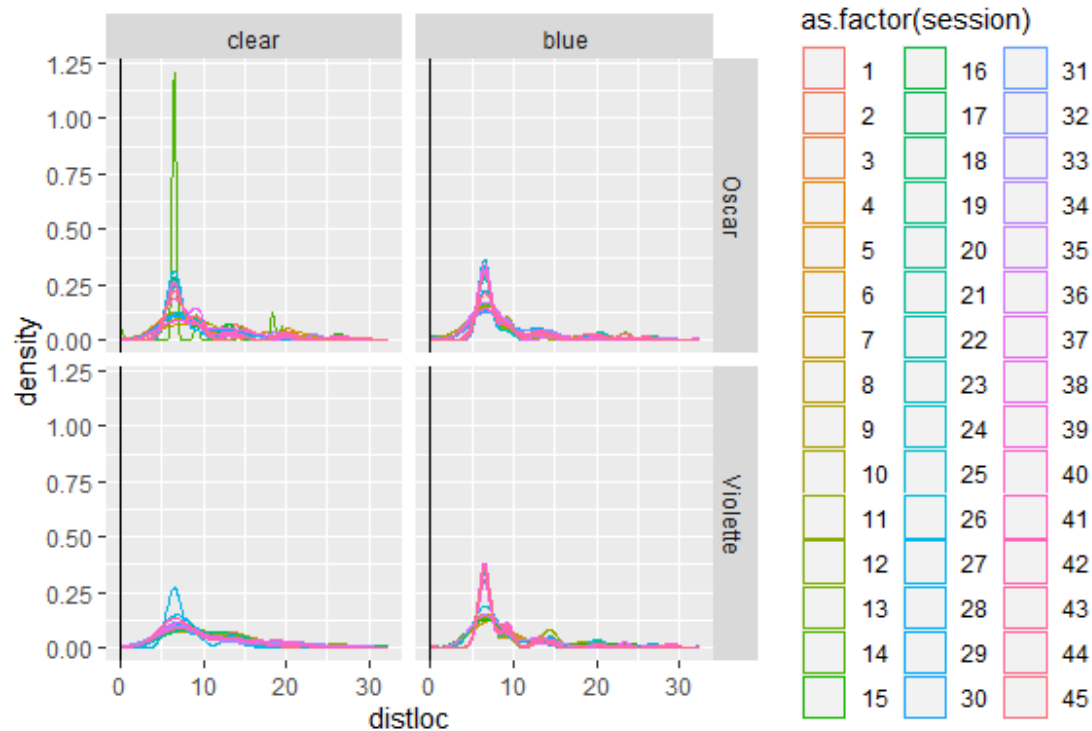 clear
blue
1.25
1.00
0.75
0.50
0.25
0.00
Oscar
1.25
1.00
0.75
0.50
0.25
0.00
Violette
density
0 10 20 30
0 10 20 30
distloc
as.factor(session)
1 16 31
2 17 32
3 18 33
4 19 34
5 20 35
6 21 36
7 22 37
8 23 38
9 24 39
10 25 40
11 26 41
12 27 42
13 28 43
14 29 44
15 30 45